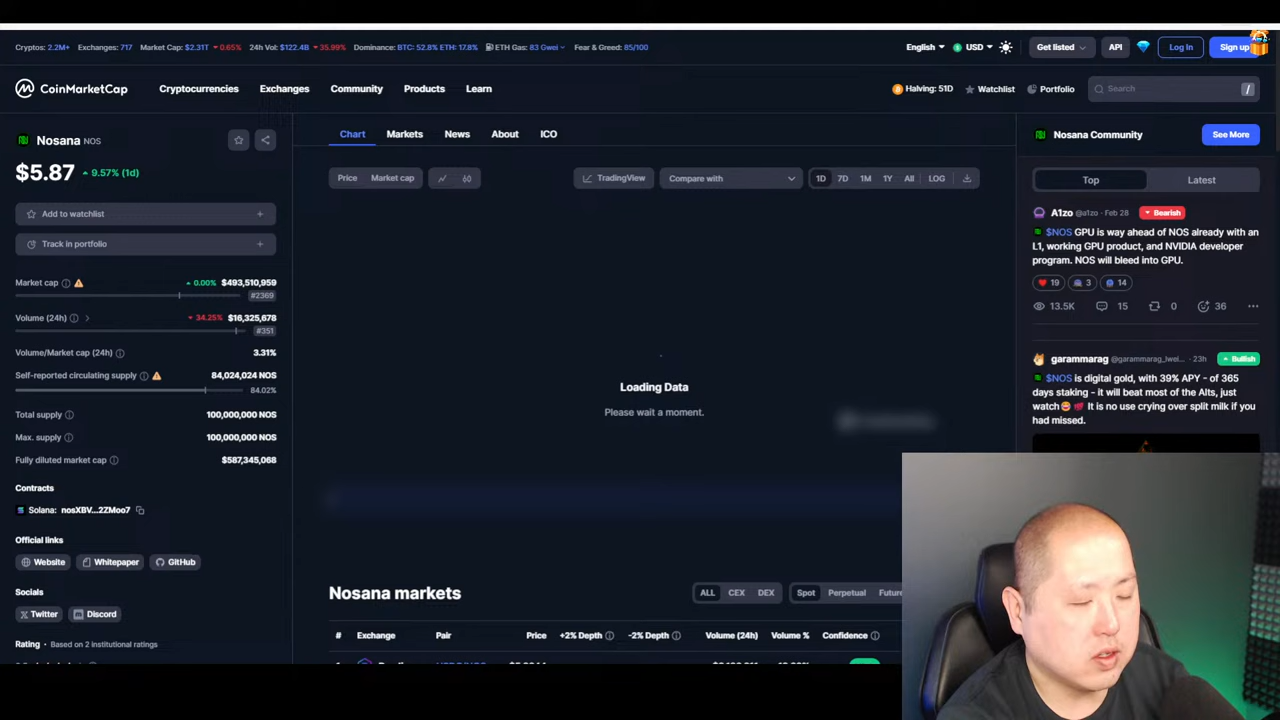 Cryptos: 2.2M+ Exchanges: 717 Market Cap: $2.31T 0.65% 24h Vol: $122.4B 35.99% Dominance: BTC: 52.8% ETH: 17.8% ETH Gas: 83 Gwei Fear & Greed: 85/100 English USD Get listed API Log In Sign up
CoinMarketCap Cryptocurrencies Exchanges Community Products Learn Halving: 51D Watchlist Portfolio Search /
Nosana NOS
$5.87 9.57% (1d)
Add to watchlist +
Track in portfolio +
Market cap 0.00% $493,510,959
#2369
Volume (24h) 34.25% $16,325,678
#351
Volume/Market cap (24h) 3.31%
Self-reported circulating supply 84,024,024 NOS
84.02%
Total supply 100,000,000 NOS
Max. supply 100,000,000 NOS
Fully diluted market cap $587,345,068
Contracts
Solana: nosXBV...2ZMoo7
Official links
Website Whitepaper GitHub
Socials
Twitter Discord
Rating · Based on 2 institutional ratings
Chart Markets News About ICO
Price Market cap TradingView Compare with 1D 7D 1M 1Y All LOG
Loading Data
Please wait a moment.
Nosana markets ALL CEX DEX Spot Perpetual
# Exchange Pair Price +2% Depth -2% Depth Volume (24h) Volume % Confidence
Nosana Community See More
Top Latest
A1zo @a1zo · Feb 28 Bearish
$NOS GPU is way ahead of NOS already with an
L1, working GPU product, and NVIDIA developer
program. NOS will bleed into GPU.
19 3 14
13.5K 15 0 36 ...
garammarag @garammarag_lwei... · 23h Bullish
$NOS is digital gold, with 39% APY - of 365
days staking - it will beat most of the Alts, just
watch It is no use crying over split milk if you
had missed.